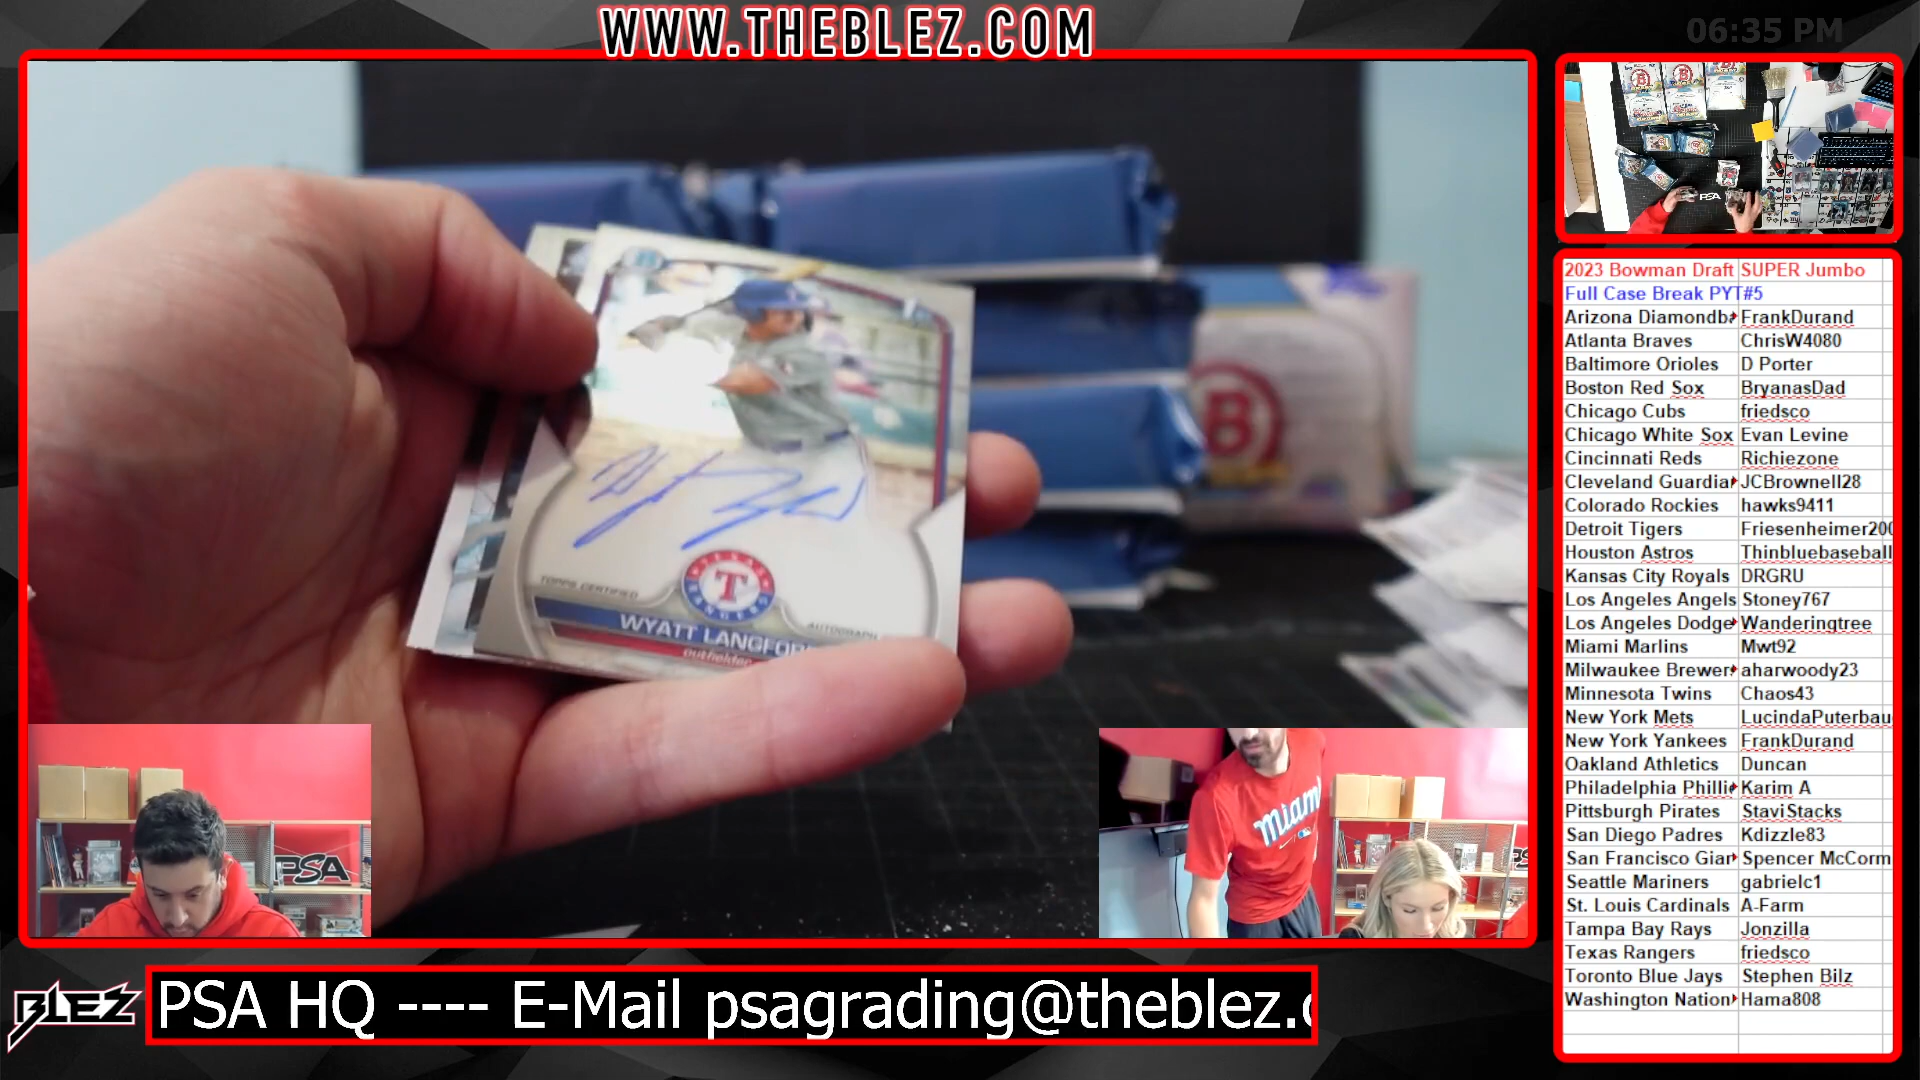 WWW.THEBLEZ.COM
06:35 PM
B
WYATT LANGFOR
outfielder
TOPPS CERTIFIED
AUTOGRAPH
TEXAS
T
RANGERS
PSA
miami
PSA
2023 Bowman Draft SUPER Jumbo
Full Case Break PYT#5
Arizona Diamondba FrankDurand
Atlanta Braves ChrisW4080
Baltimore Orioles D Porter
Boston Red Sox BryanasDad
Chicago Cubs friedsco
Chicago White Sox Evan Levine
Cincinnati Reds Richiezone
Cleveland Guardia JCBrownell28
Colorado Rockies hawks9411
Detroit Tigers Friesenheimer200
Houston Astros Thinbluebaseball
Kansas City Royals DRGRU
Los Angeles Angels Stoney767
Los Angeles Dodge Wanderingtree
Miami Marlins Mwt92
Milwaukee Brewer aharwoody23
Minnesota Twins Chaos43
New York Mets LucindaPuterbau
New York Yankees FrankDurand
Oakland Athletics Duncan
Philadelphia Phillie Karim A
Pittsburgh Pirates StaviStacks
San Diego Padres Kdizzle83
San Francisco Gian Spencer McCorm
Seattle Mariners gabrielc1
St. Louis Cardinals A-Farm
Tampa Bay Rays Jonzilla
Texas Rangers friedsco
Toronto Blue Jays Stephen Bilz
Washington Nation Hama808
BLEZ
PSA HQ ---- E-Mail psagrading@theblez.c